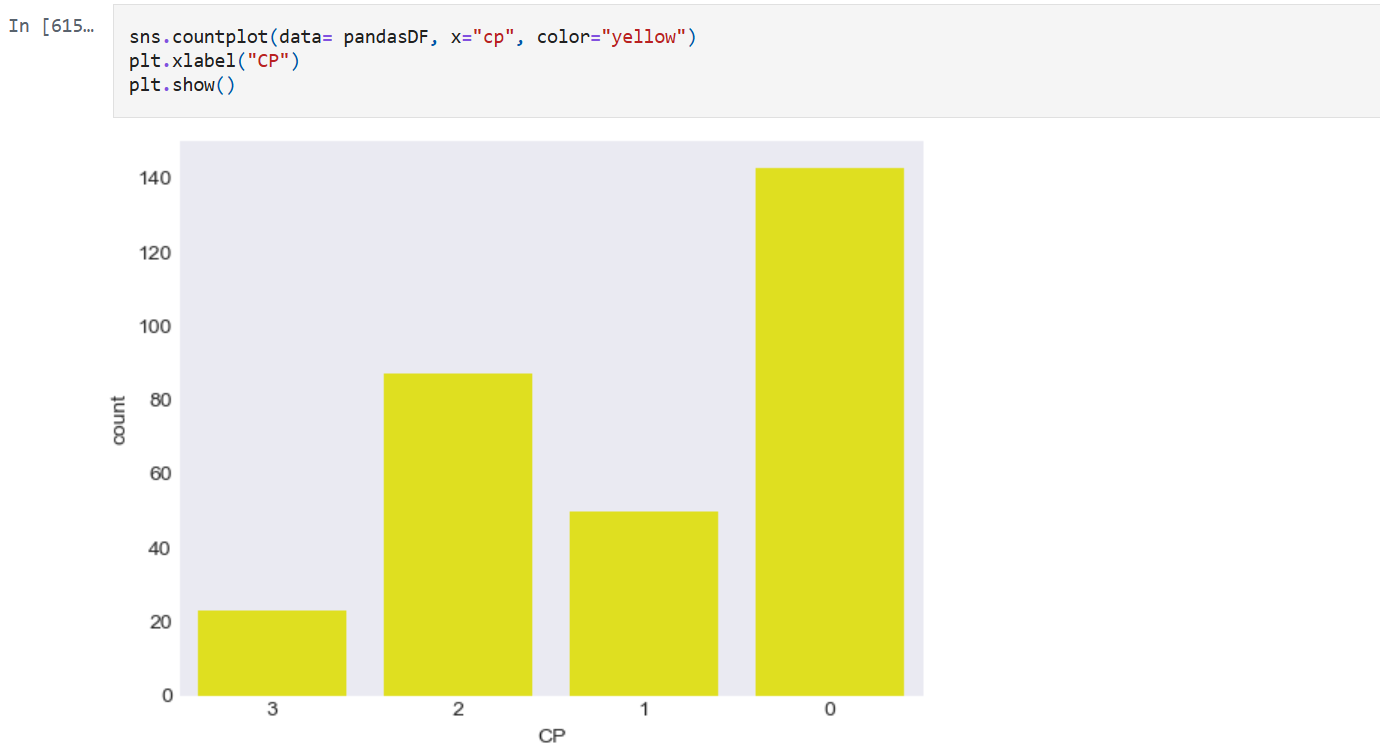 In [615…
sns.countplot(data= pandasDF, x="cp", color="yellow")
plt.xlabel("CP")
plt.show()
140
120
100
80
60
40
20
0
count
3 2 1 0
CP